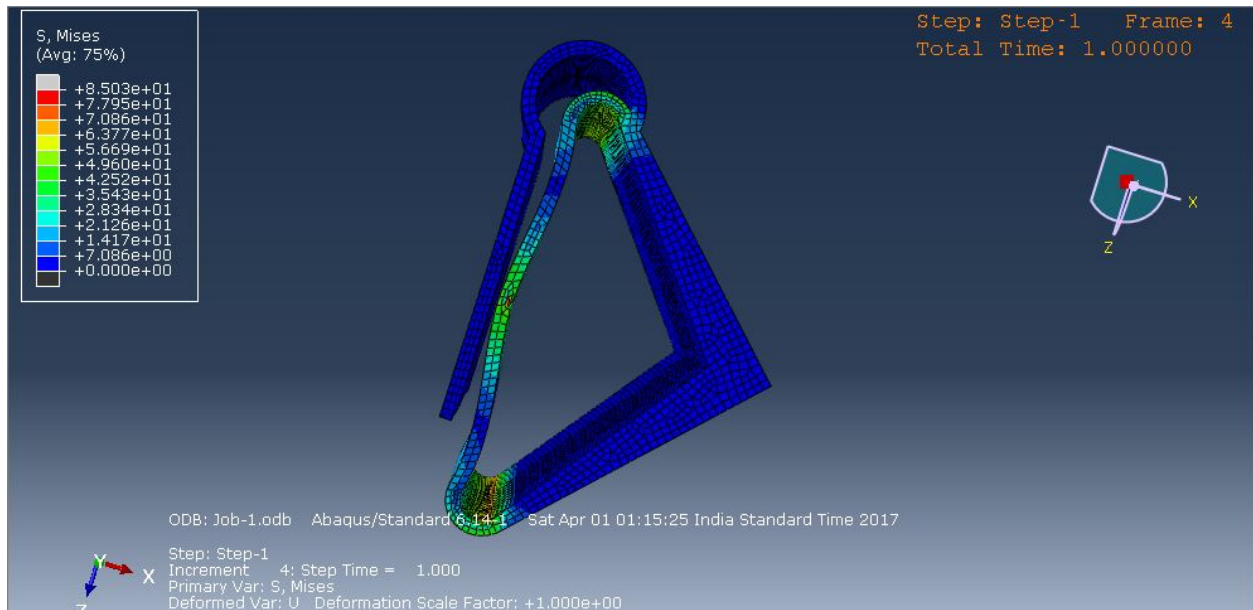 S, Mises
(Avg: 75%)
+8.503e+01
+7.795e+01
+7.086e+01
+6.377e+01
+5.669e+01
+4.960e+01
+4.252e+01
+3.543e+01
+2.834e+01
+2.126e+01
+1.417e+01
+7.086e+00
+0.000e+00
Step: Step-1 Frame: 4
Total Time: 1.000000
X
Z
ODB: Job-1.odb Abaqus/Standard 6.14-1 Sat Apr 01 01:15:25 India Standard Time 2017
Step: Step-1
Increment 4: Step Time = 1.000
Primary Var: S, Mises
Deformed Var: U Deformation Scale Factor: +1.000e+00
Y
X
Z